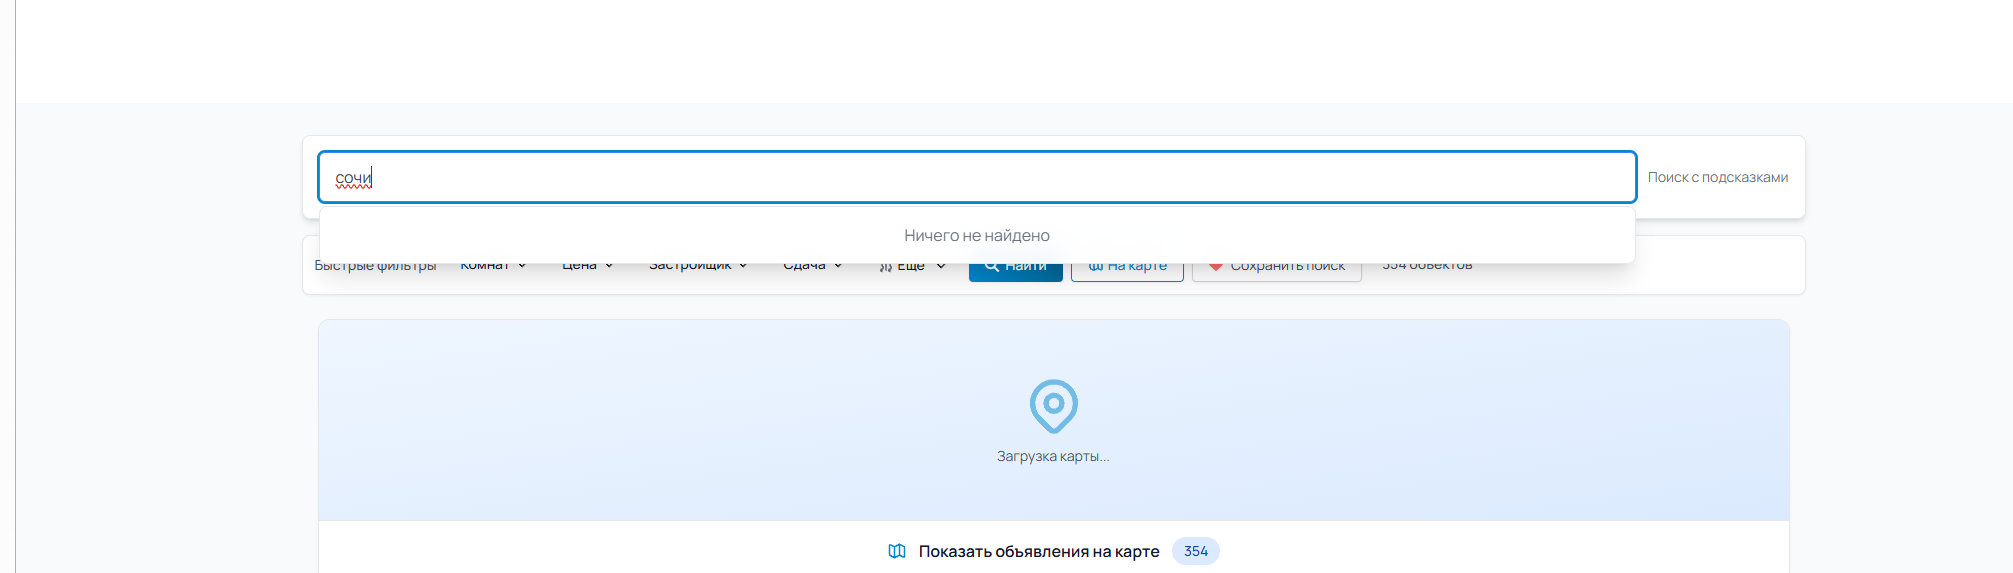 сочи
Поиск с подсказками
Ничего не найдено
Быстрые фильтры Комнат Цена Застройщик Сдача Ещё Найти На карте Сохранить поиск 354 объектов
Загрузка карты...
Показать объявления на карте 354